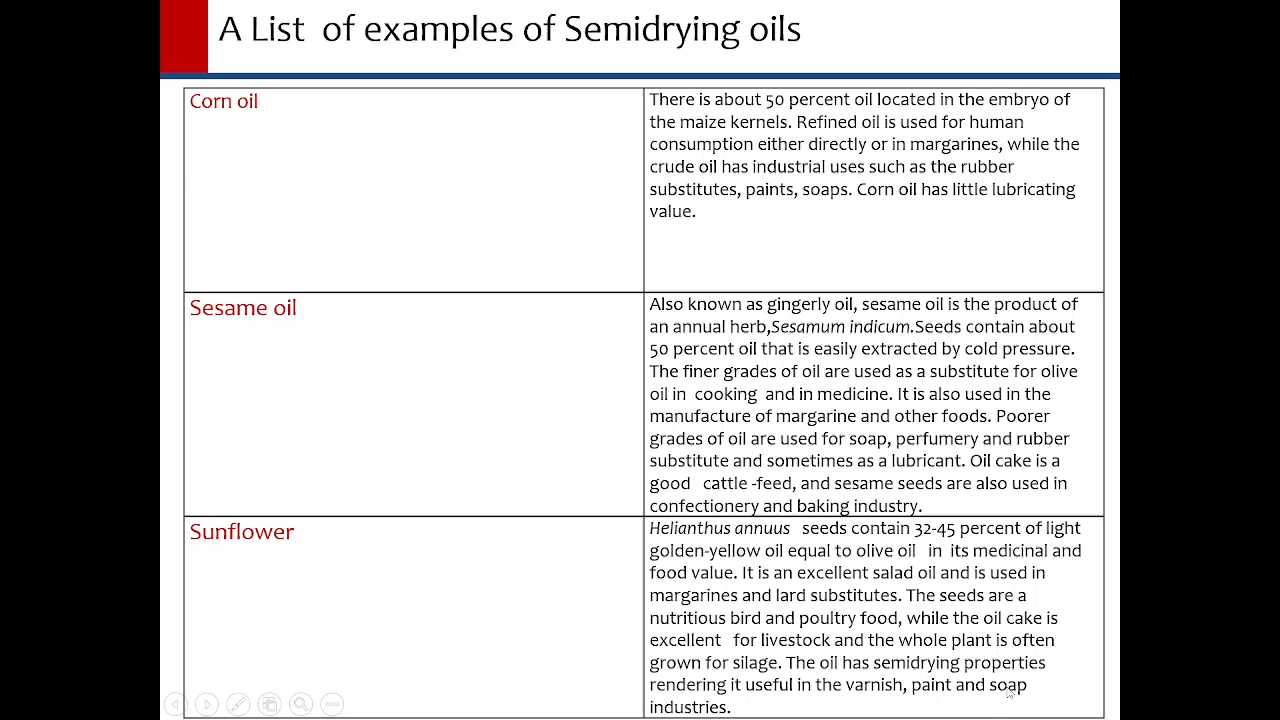 A List of examples of Semidrying oils
Corn oil
There is about 50 percent oil located in the embryo of
the maize kernels. Refined oil is used for human
consumption either directly or in margarines, while the
crude oil has industrial uses such as the rubber
substitutes, paints, soaps. Corn oil has little lubricating
value.
Sesame oil
Also known as gingerly oil, sesame oil is the product of
an annual herb,Sesamum indicum.Seeds contain about
50 percent oil that is easily extracted by cold pressure.
The finer grades of oil are used as a substitute for olive
oil in cooking and in medicine. It is also used in the
manufacture of margarine and other foods. Poorer
grades of oil are used for soap, perfumery and rubber
substitute and sometimes as a lubricant. Oil cake is a
good cattle -feed, and sesame seeds are also used in
confectionery and baking industry.
Sunflower
Helianthus annuus seeds contain 32-45 percent of light
golden-yellow oil equal to olive oil in its medicinal and
food value. It is an excellent salad oil and is used in
margarines and lard substitutes. The seeds are a
nutritious bird and poultry food, while the oil cake is
excellent for livestock and the whole plant is often
grown for silage. The oil has semidrying properties
rendering it useful in the varnish, paint and soap
industries.